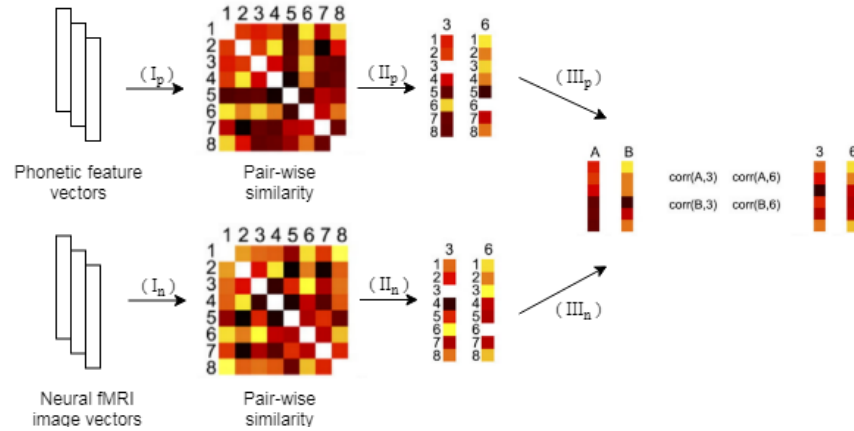 1 2 3 4 5 6 7 8
1
2
3
4
5
6
7
8
(Iₚ)
(IIₚ)
3 6
1 1
2 2
3 3
4 4
5 5
6 6
7 7
8 8
(IIIₚ)
Phonetic feature
vectors
Pair-wise
similarity
A B
corr(A,3) corr(A,6)
corr(B,3) corr(B,6)
3 6
1 2 3 4 5 6 7 8
1
2
3
4
5
6
7
8
(Iₙ)
(IIₙ)
3 6
1 1
2 2
3 3
4 4
5 5
6 6
7 7
8 8
(IIIₙ)
Neural fMRI
image vectors
Pair-wise
similarity